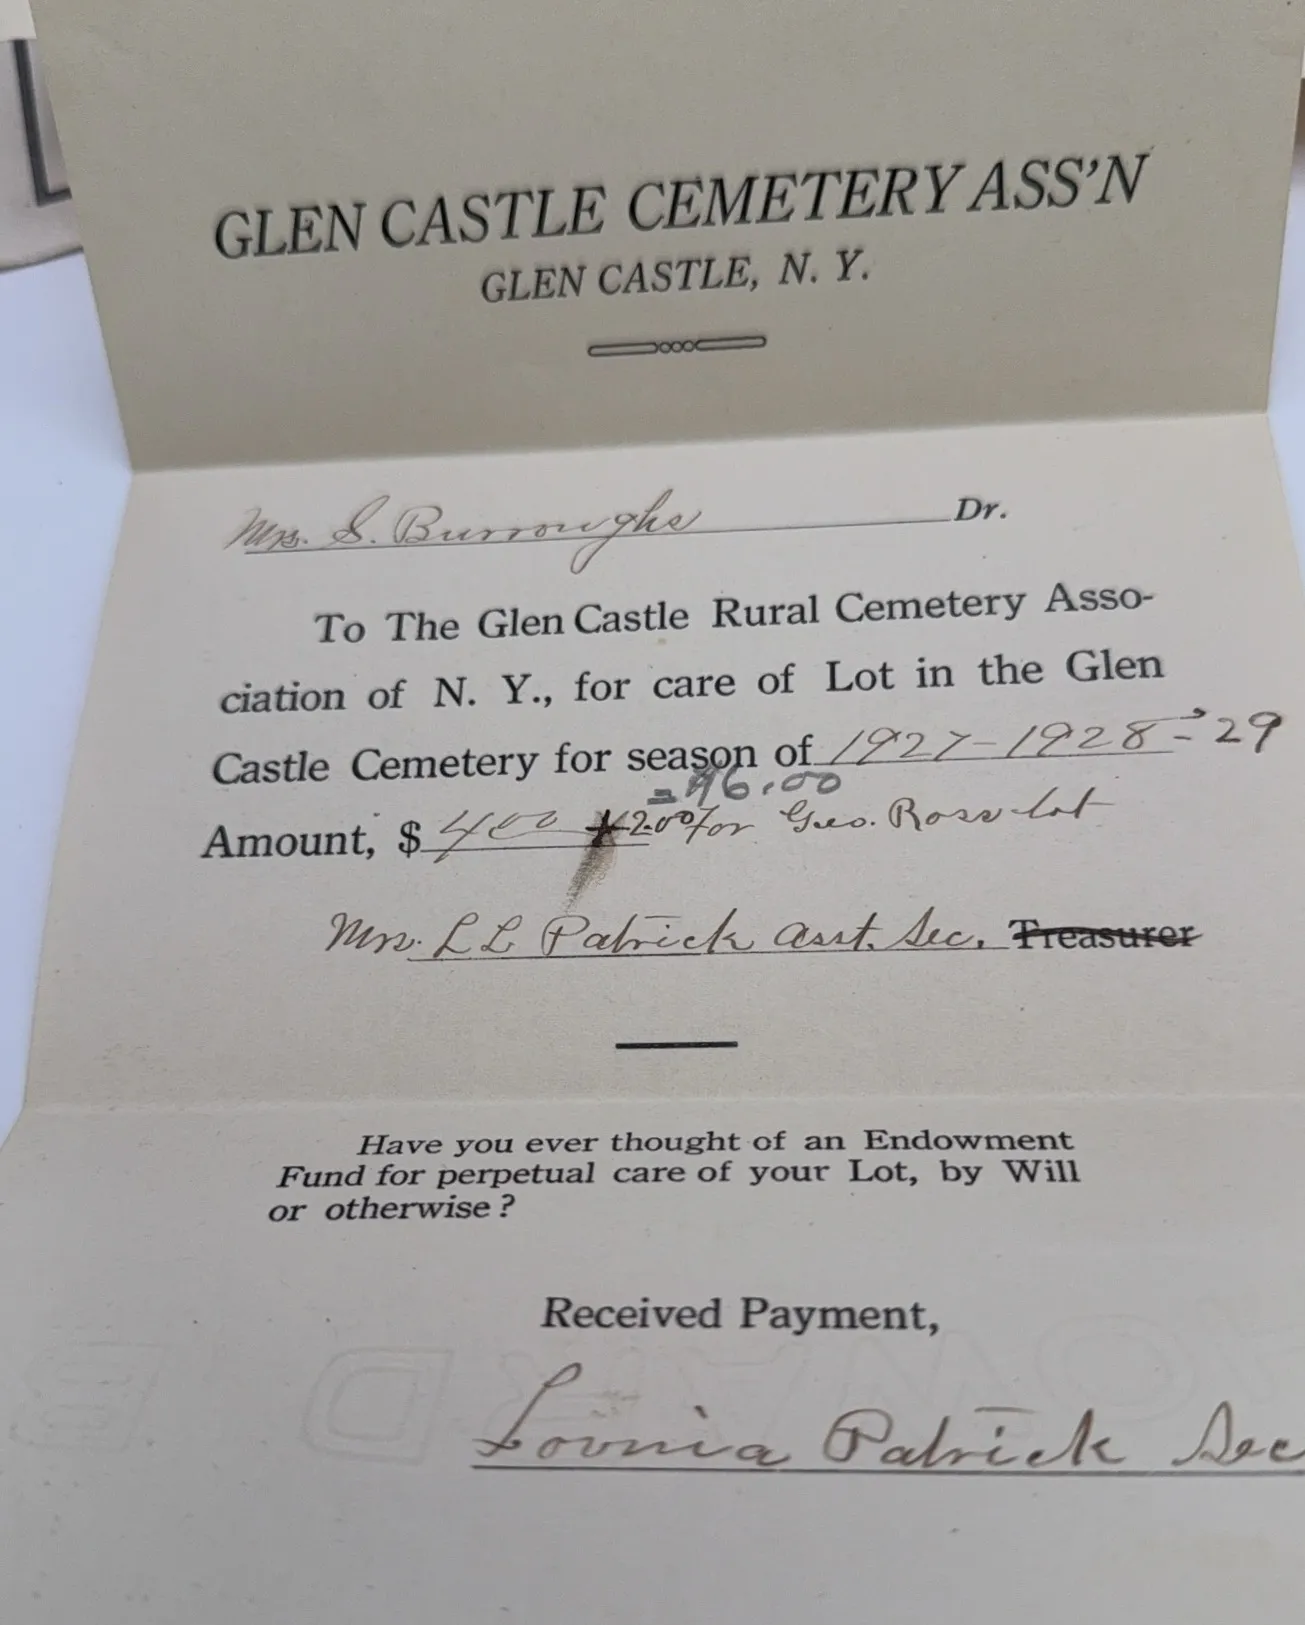 GLEN CASTLE CEMETERY ASS'N
GLEN CASTLE, N. Y.
Mrs. S. Burroughs Dr.
To The Glen Castle Rural Cemetery Asso-
ciation of N. Y., for care of Lot in the Glen
Castle Cemetery for season of 1927-1928-'29
= $6.00
Amount, $ 4 00 + 2.00 for Geo. Ross lot
Mrs. L L Patrick asst. Sec. Treasurer
Have you ever thought of an Endowment
Fund for perpetual care of your Lot, by Will
or otherwise?
Received Payment,
Lovnia Patrick Sec